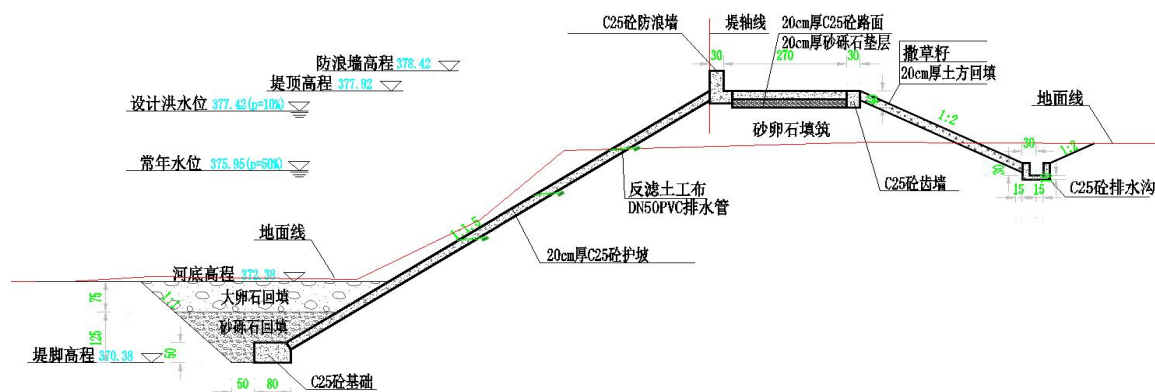 C25砼防浪墙
堤轴线
20cm厚C25砼路面
20cm厚砂砾石垫层
30
270
30
撒草籽
20cm厚土方回填
防浪墙高程 378.42
堤顶高程 377.92
设计洪水位 377.42(p=10%)
地面线
1:2
砂卵石填筑
30
1:2
常年水位 375.95(p=50%)
反滤土工布
DN50PVC排水管
C25砼齿墙
30
15
15
C25砼排水沟
1:1.5
地面线
20cm厚C25砼护坡
河底高程 372.38
75
1:1
大卵石回填
125
砂砾石回填
50
堤脚高程 370.38
50
80
C25砼基础